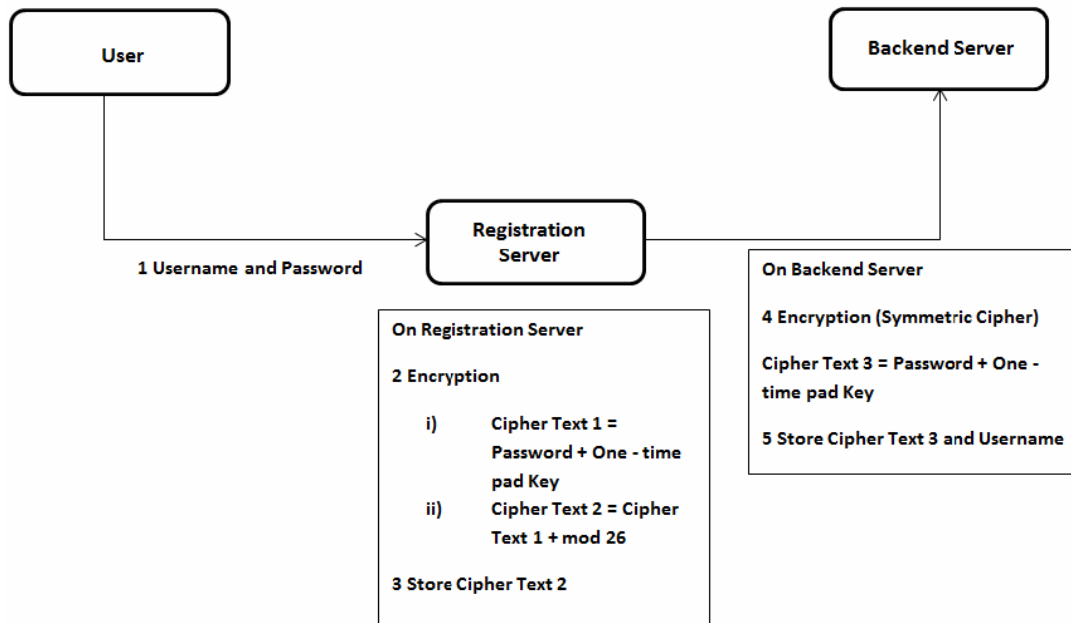 User
Backend Server
Registration
Server
1 Username and Password
On Registration Server
2 Encryption
i) Cipher Text 1 =
Password + One - time
pad Key
ii) Cipher Text 2 = Cipher
Text 1 + mod 26
3 Store Cipher Text 2
On Backend Server
4 Encryption (Symmetric Cipher)
Cipher Text 3 = Password + One -
time pad Key
5 Store Cipher Text 3 and Username